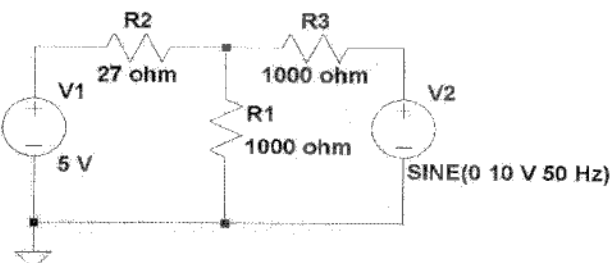 R2
27 ohm
R3
1000 ohm
V1
5 V
R1
1000 ohm
V2
SINE(0 10 V 50 Hz)